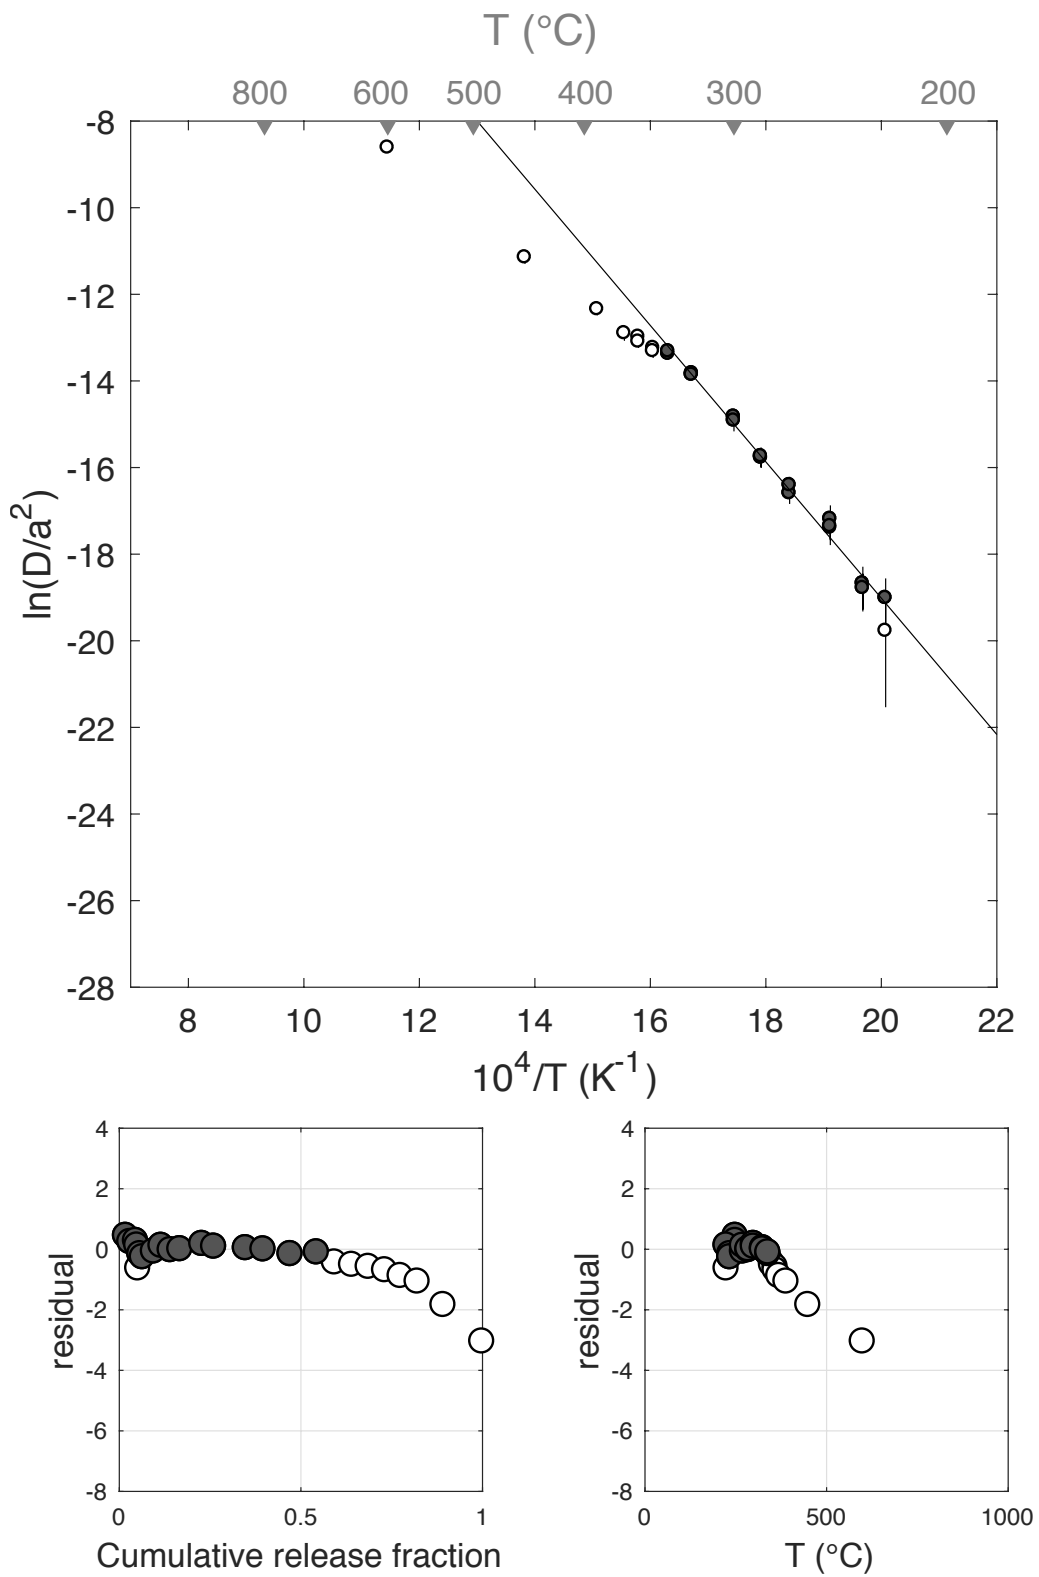 T (°C)
800 600 500 400 300 200
-8
-10
-12
-14
-16
-18
-20
-22
-24
-26
-28
ln(D/a²)
8 10 12 14 16 18 20 22
10⁴/T (K⁻¹)
4
2
0
-2
-4
-6
-8
residual
0 0.5 1
Cumulative release fraction
4
2
0
-2
-4
-6
-8
residual
0 500 1000
T (°C)